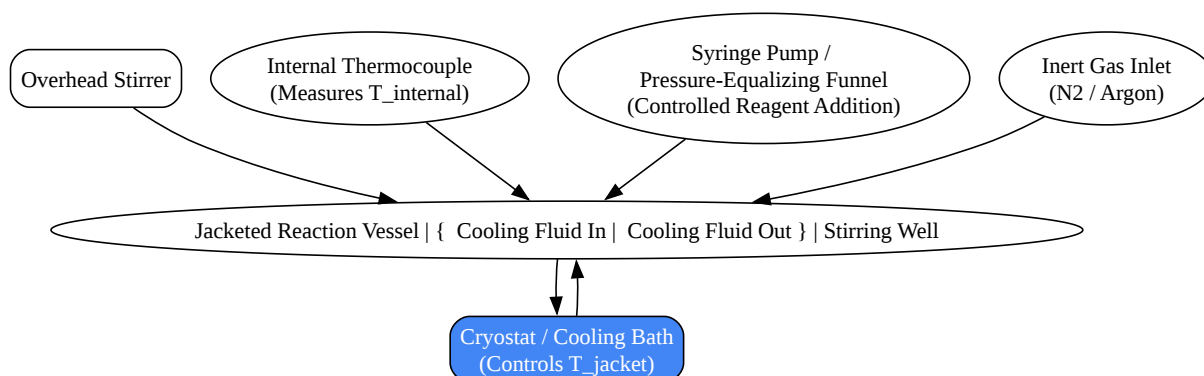 Overhead Stirrer
Internal Thermocouple
(Measures T_internal)
Syringe Pump /
Pressure-Equalizing Funnel
(Controlled Reagent Addition)
Inert Gas Inlet
(N2 / Argon)
Jacketed Reaction Vessel | {  Cooling Fluid In |  Cooling Fluid Out } | Stirring Well
Cryostat / Cooling Bath
(Controls T_jacket)